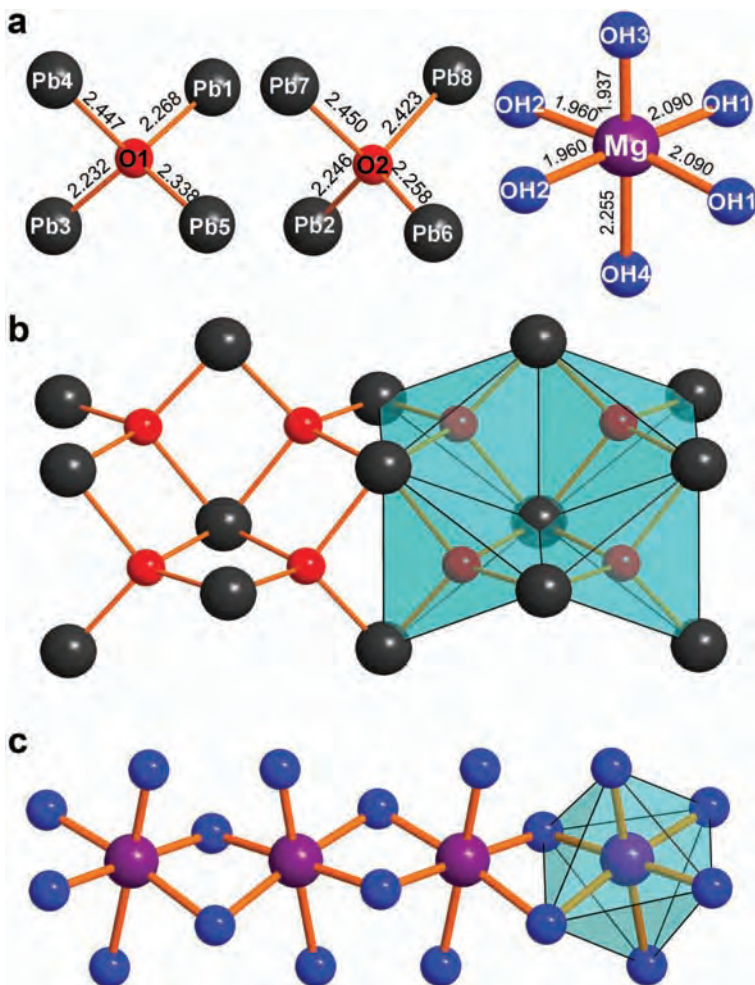 a
Pb4 Pb1 2.447 2.268 O1 2.232 2.338 Pb3 Pb5
Pb7 Pb8 2.450 2.423 O2 2.246 2.258 Pb2 Pb6
OH3 1.937 OH2 1.960 2.090 OH1 Mg 1.960 2.090 OH2 OH1 2.255 OH4
b
c